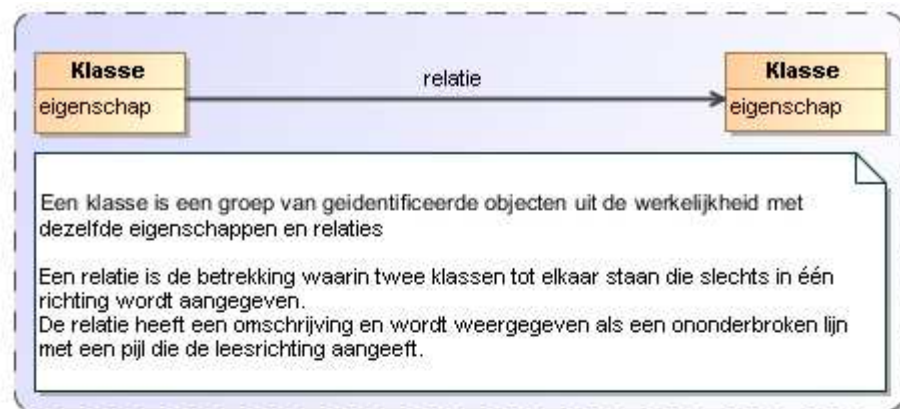 Klasse
eigenschap
relatie
Klasse
eigenschap
Een klasse is een groep van geidentificeerde objecten uit de werkelijkheid met
dezelfde eigenschappen en relaties
Een relatie is de betrekking waarin twee klassen tot elkaar staan die slechts in één
richting wordt aangegeven.
De relatie heeft een omschrijving en wordt weergegeven als een ononderbroken lijn
met een pijl die de leesrichting aangeeft.